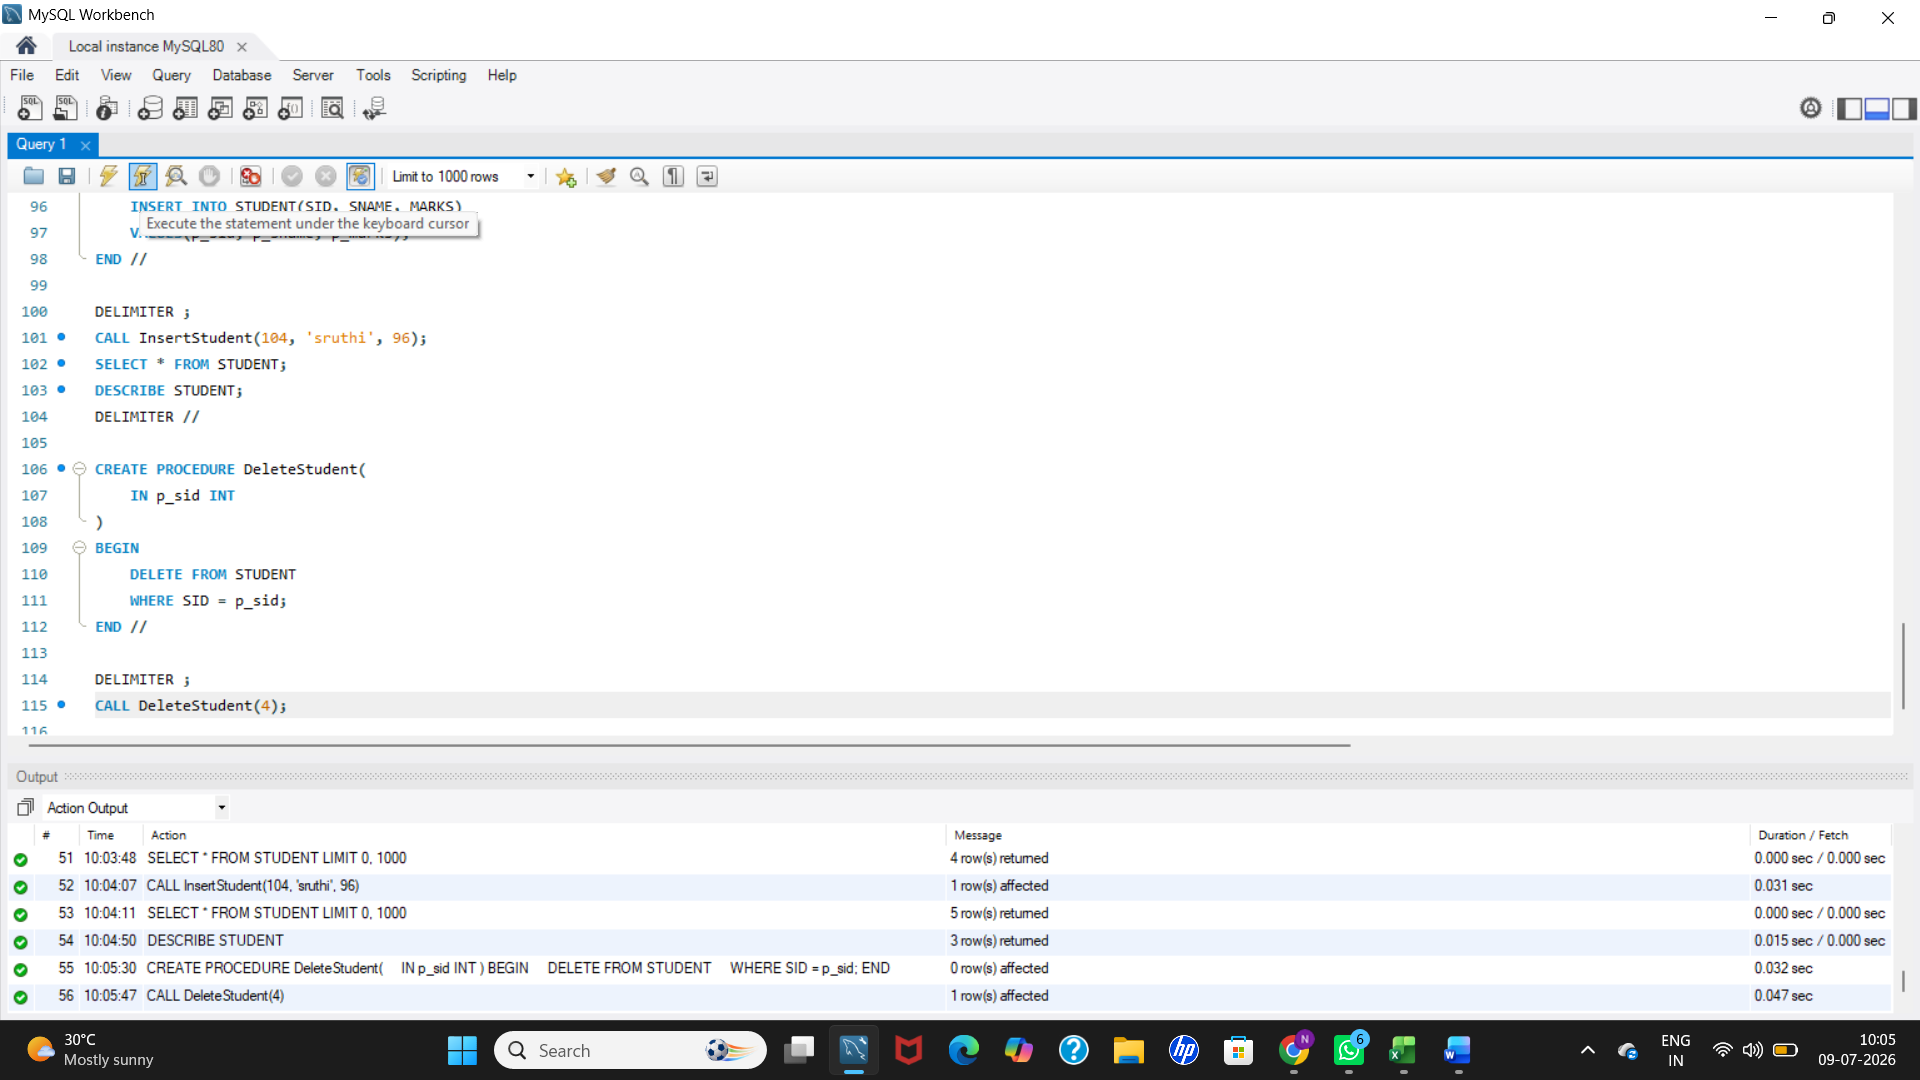 MySQL Workbench
Local instance MySQL80
File Edit View Query Database Server Tools Scripting Help
Query 1
Limit to 1000 rows
96 INSERT INTO STUDENT(SID, SNAME, MARKS)
Execute the statement under the keyboard cursor
97
98 END //
99
100 DELIMITER ;
101 CALL InsertStudent(104, 'sruthi', 96);
102 SELECT * FROM STUDENT;
103 DESCRIBE STUDENT;
104 DELIMITER //
105
106 CREATE PROCEDURE DeleteStudent(
107 IN p_sid INT
108 )
109 BEGIN
110 DELETE FROM STUDENT
111 WHERE SID = p_sid;
112 END //
113
114 DELIMITER ;
115 CALL DeleteStudent(4);
116
Output
Action Output
# Time Action Message Duration / Fetch
51 10:03:48 SELECT * FROM STUDENT LIMIT 0, 1000 4 row(s) returned 0.000 sec / 0.000 sec
52 10:04:07 CALL InsertStudent(104, 'sruthi', 96) 1 row(s) affected 0.031 sec
53 10:04:11 SELECT * FROM STUDENT LIMIT 0, 1000 5 row(s) returned 0.000 sec / 0.000 sec
54 10:04:50 DESCRIBE STUDENT 3 row(s) returned 0.015 sec / 0.000 sec
55 10:05:30 CREATE PROCEDURE DeleteStudent( IN p_sid INT ) BEGIN DELETE FROM STUDENT WHERE SID = p_sid; END 0 row(s) affected 0.032 sec
56 10:05:47 CALL DeleteStudent(4) 1 row(s) affected 0.047 sec
30°C
Mostly sunny
Search
N
6
ENG
IN
10:05
09-07-2026